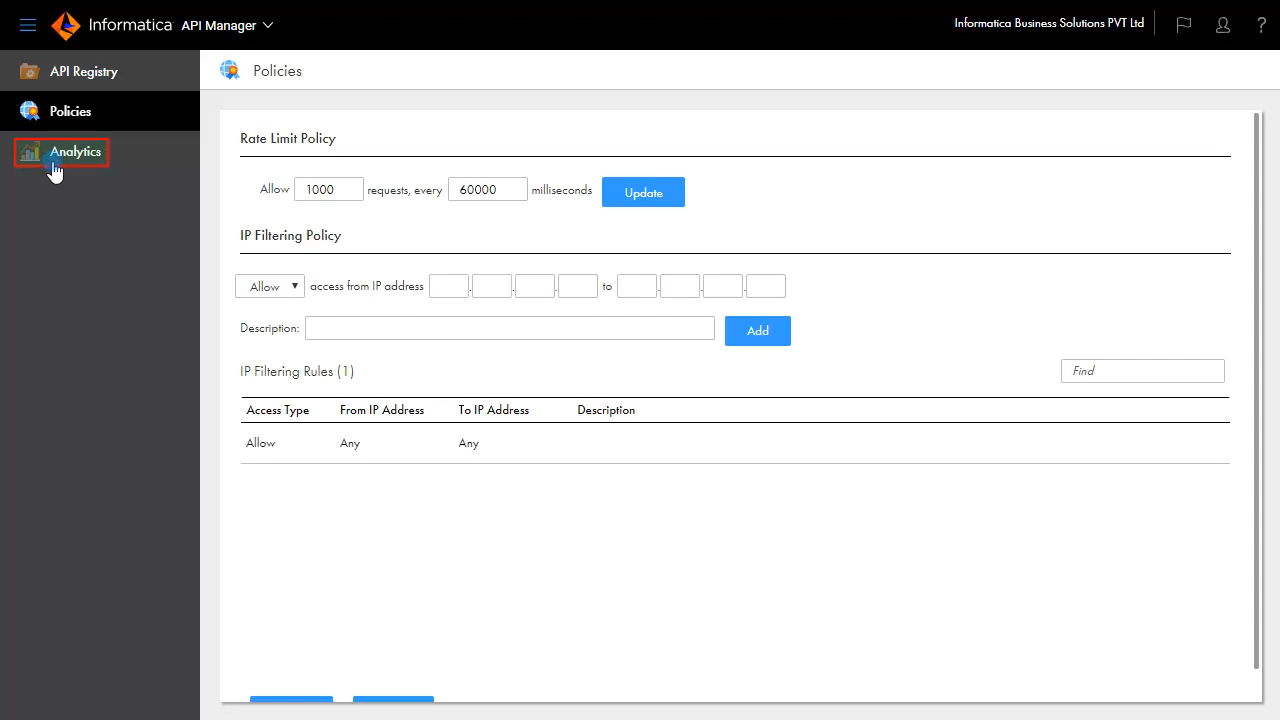 Informatica API Manager
Informatica Business Solutions PVT Ltd
?
API Registry
Policies
Analytics
Policies
Rate Limit Policy
Allow 1000 requests, every 60000 milliseconds Update
IP Filtering Policy
Allow access from IP address . . . to . . .
Description: Add
IP Filtering Rules (1) Find
Access Type From IP Address To IP Address Description
Allow Any Any